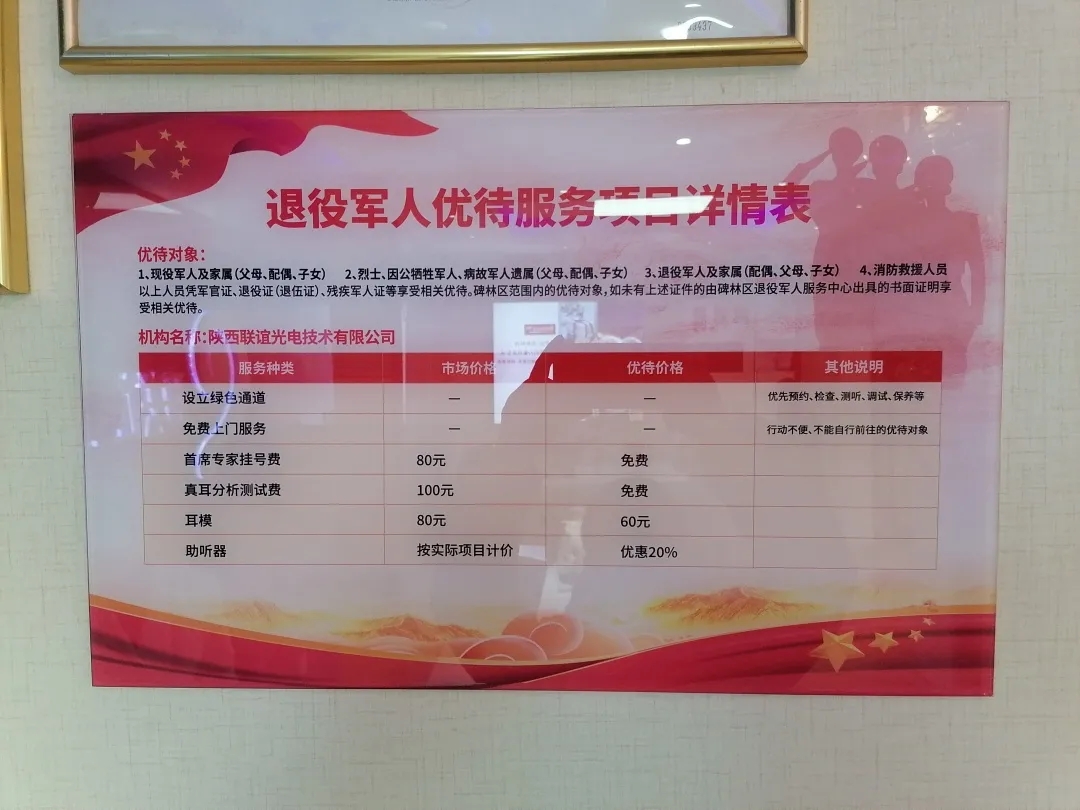 退役军人优待服务项目详情表
优待对象：
1、现役军人及家属（父母、配偶、子女） 2、烈士、因公牺牲军人、病故军人遗属（父母、配偶、子女） 3、退役军人及家属（配偶、父母、子女） 4、消防救援人员
以上人员凭军官证、退役证（退伍证）、残疾军人证等享受相关优待。碑林区范围内的优待对象，如未有上述证件的由碑林区退役军人服务中心出具的书面证明享
受相关优待。
机构名称：陕西联谊光电技术有限公司
服务种类 市场价格 优待价格 其他说明
设立绿色通道 — — 优先预约、检查、测听、调试、保养等
免费上门服务 — — 行动不便、不能自行前往的优待对象
首席专家挂号费 80元 免费
真耳分析测试费 100元 免费
耳模 80元 60元
助听器 按实际项目计价 优惠20%